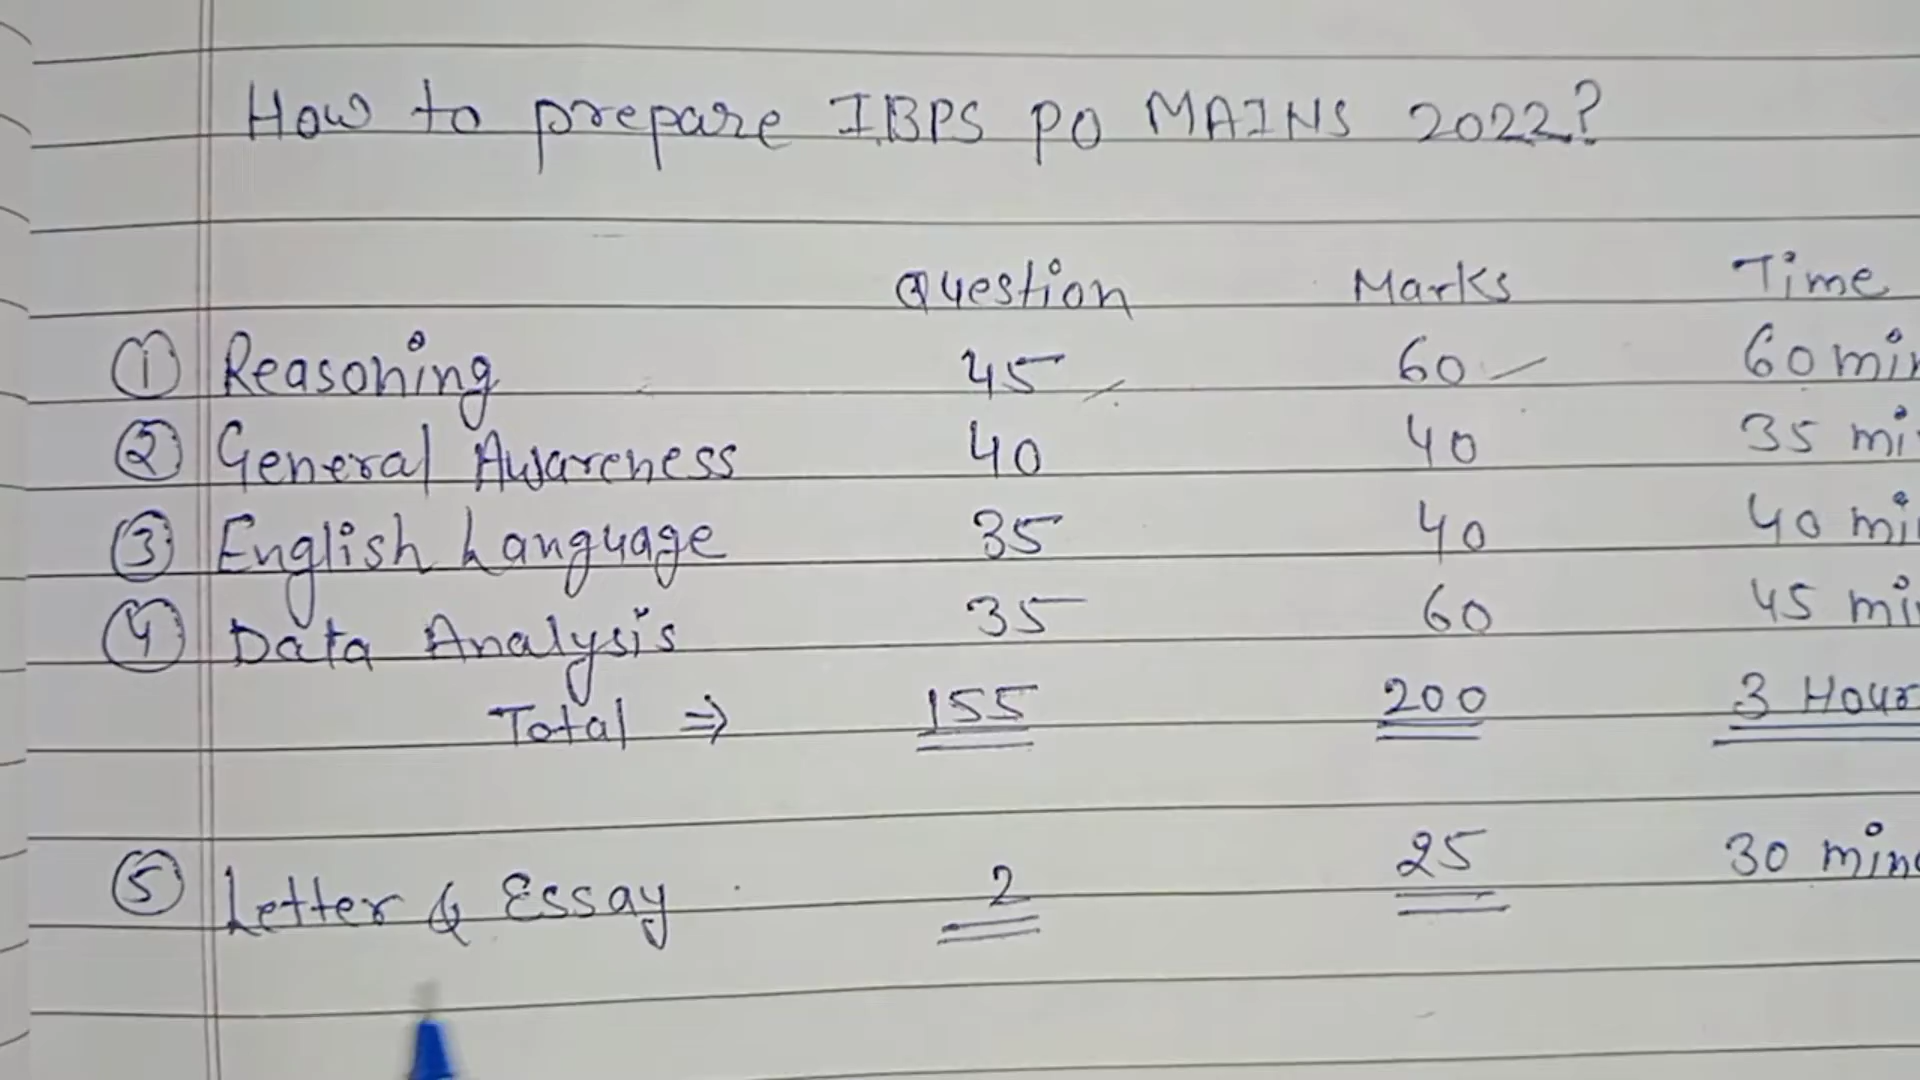 How to prepare IBPS PO MAINS 2022?
Question Marks Time
① Reasoning 45 60 60 min
② General Awareness 40 40 35 mi
③ English Language 35 40 40 mi
④ Data Analysis 35 60 45 mi
Total ⇒ 155 200 3 Hour
⑤ Letter & Essay 2 25 30 min